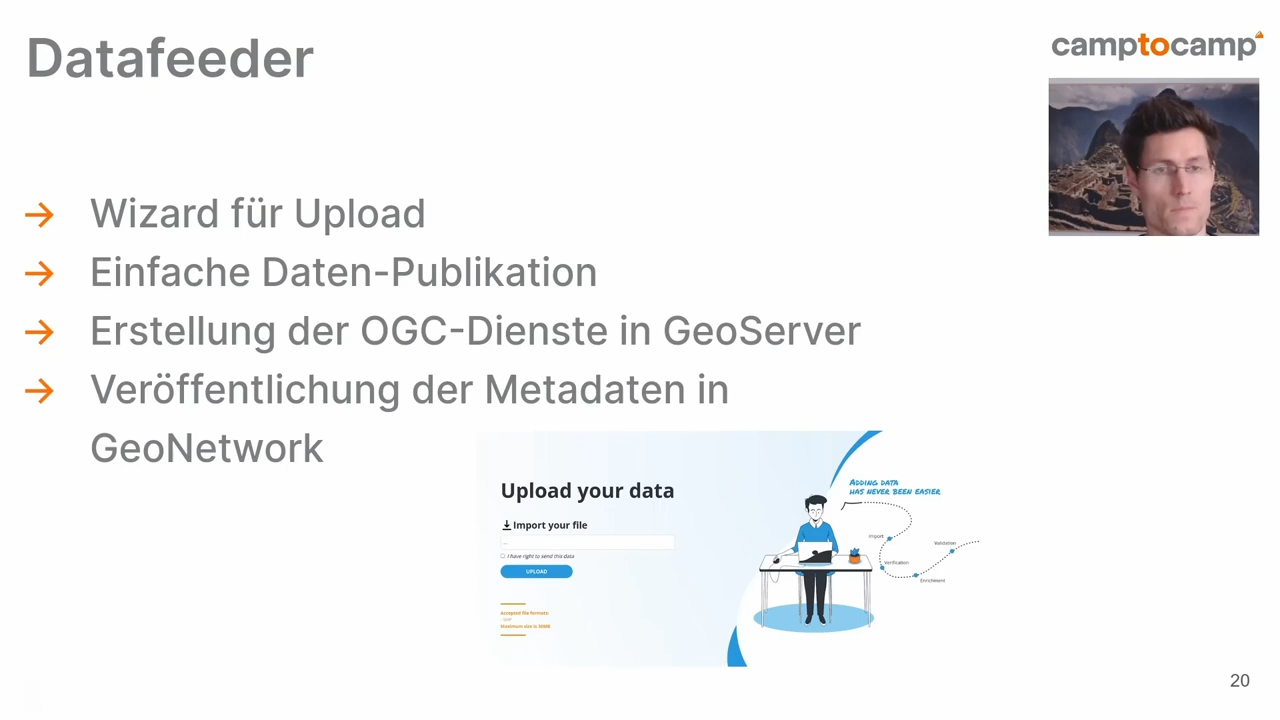 Datafeeder
camptocamp
→ Wizard für Upload
→ Einfache Daten-Publikation
→ Erstellung der OGC-Dienste in GeoServer
→ Veröffentlichung der Metadaten in
GeoNetwork
Upload your data
Import your file
...
I have right to send this data
UPLOAD
Accepted file formats:
Maximum size is 50MB
ADDING DATA
HAS NEVER BEEN EASIER
Import
Validation
Verification
Enrichment
20